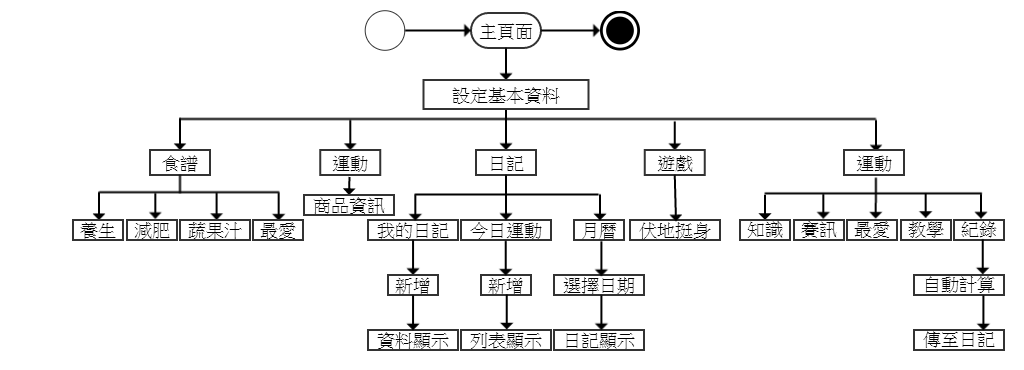 主頁面
設定基本資料
食譜 運動 日記 遊戲 運動
商品資訊
養生 減肥 蔬果汁 最愛 我的日記 今日運動 月曆 伏地挺身 知識 賽訊 最愛 教學 紀錄
新增 新增 選擇日期 自動計算
資料顯示 列表顯示 日記顯示 傳至日記